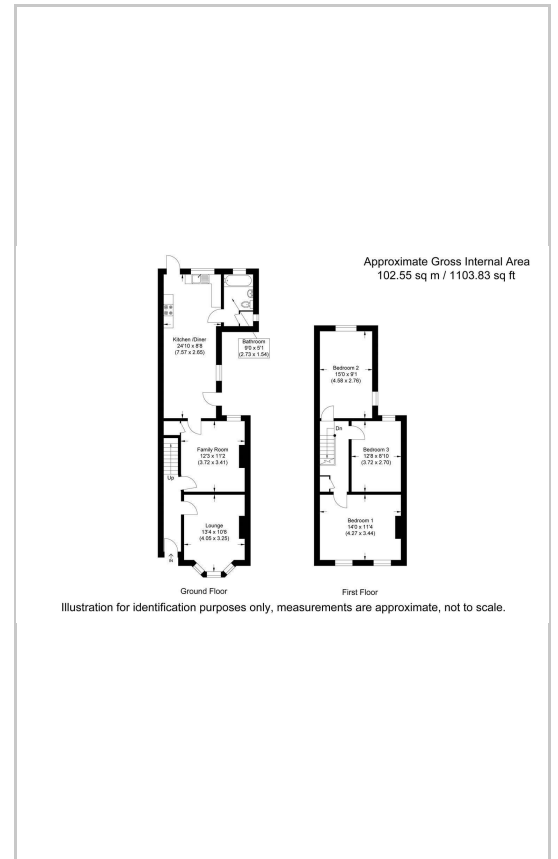 Approximate Gross Internal Area
102.55 sq m / 1103.83 sq ft
Kitchen /Diner
24'10 x 8'8
(7.57 x 2.65)
Bathroom
9'0 x 5'1
(2.73 x 1.54)
Family Room
12'3 x 11'2
(3.72 x 3.41)
Up
Lounge
13'4 x 10'8
(4.05 x 3.25)
IN
Ground Floor
Bedroom 2
15'0 x 9'1
(4.58 x 2.76)
Dn
Bedroom 3
12'8 x 6'10
(3.72 x 2.70)
Bedroom 1
14'0 x 11'4
(4.27 x 3.44)
First Floor
Illustration for identification purposes only, measurements are approximate, not to scale.